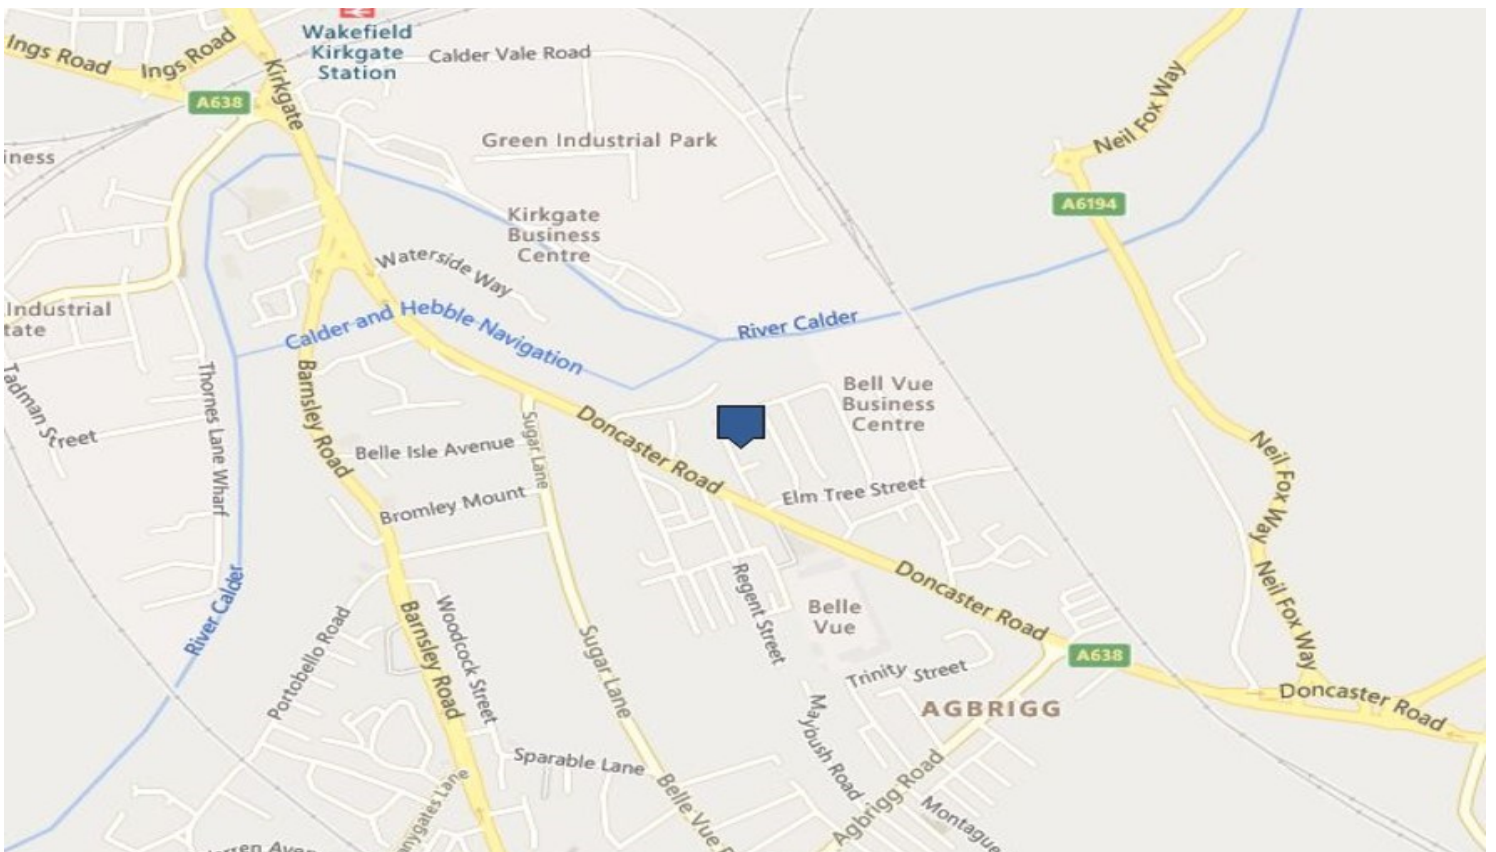 Wakefield
Kirkgate
Station
Ings Road
Ings Road
Kirkgate
Calder Vale Road
A638
Green Industrial Park
Neil Fox Way
iness
A6194
Kirkgate
Business
Centre
Waterside Way
Industrial
tate
Calder and Hebble Navigation
River Calder
Tadman Street
Thornes Lane Wharf
Barnsley Road
Bell Vue
Business
Centre
Sugar Lane
Doncaster Road
Belle Isle Avenue
Neil Fox Way
Bromley Mount
Elm Tree Street
River Calder
Portobello Road
Barnsley Road
Woodcock Street
Regent Street
Doncaster Road
Neil Fox Way
Belle
Vue
Sugar Lane
A638
Trinity Street
Doncaster Road
AGBRIGG
Maybush Road
Sparable Lane
Belle Vue
Agbrigg Road
Montague
anygates Lane